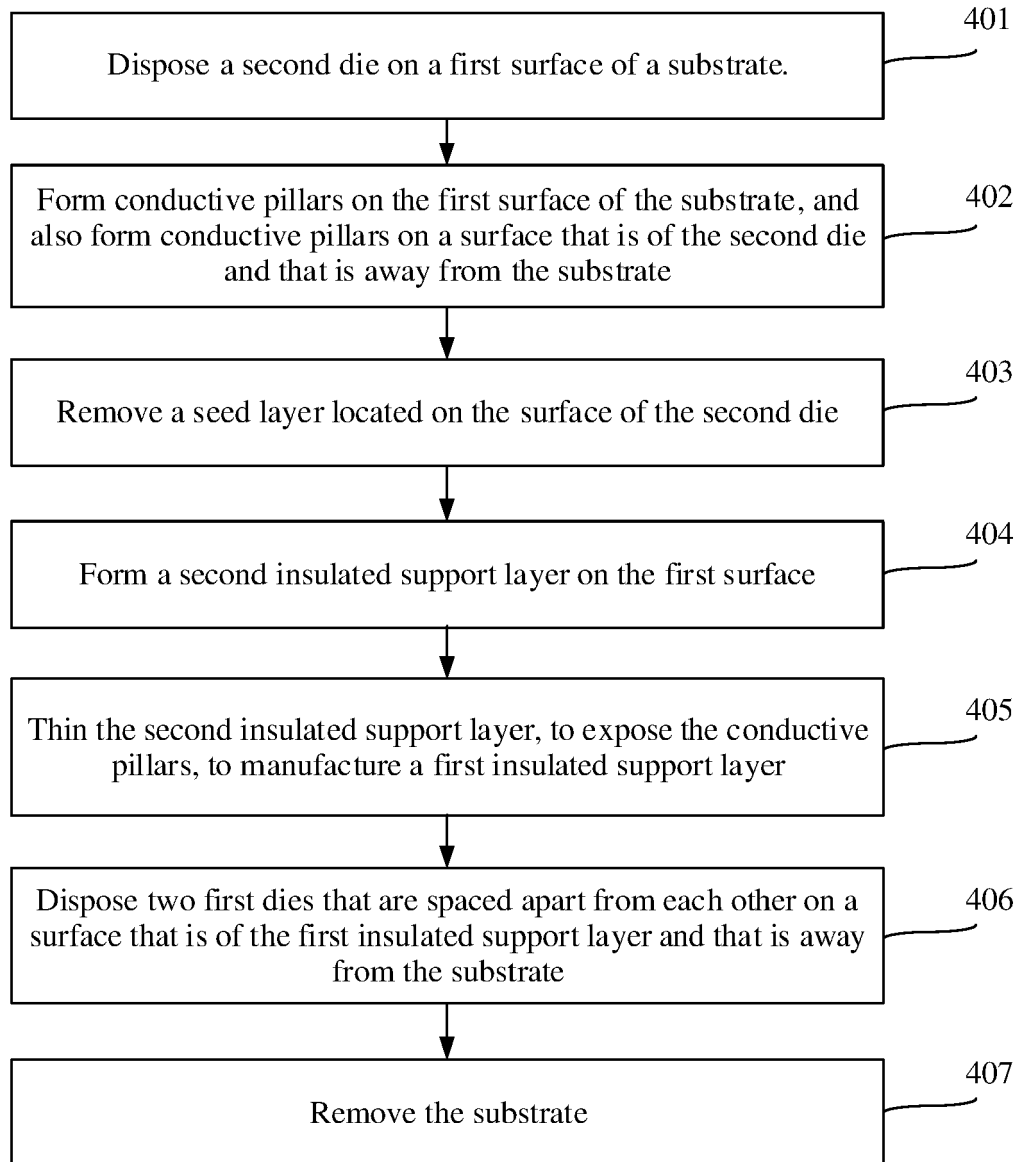 401
Dispose a second die on a first surface of a substrate.
402
Form conductive pillars on the first surface of the substrate, and
also form conductive pillars on a surface that is of the second die
and that is away from the substrate
403
Remove a seed layer located on the surface of the second die
404
Form a second insulated support layer on the first surface
405
Thin the second insulated support layer, to expose the conductive
pillars, to manufacture a first insulated support layer
406
Dispose two first dies that are spaced apart from each other on a
surface that is of the first insulated support layer and that is away
from the substrate
407
Remove the substrate